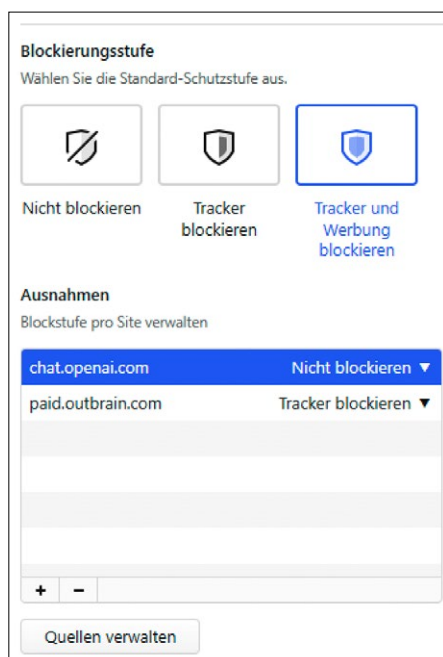 Blockierungsstufe
Wählen Sie die Standard-Schutzstufe aus.
Nicht blockieren
Tracker
blockieren
Tracker und
Werbung
blockieren
Ausnahmen
Blockstufe pro Site verwalten
chat.openai.com Nicht blockieren ▼
paid.outbrain.com Tracker blockieren ▼
+ −
Quellen verwalten